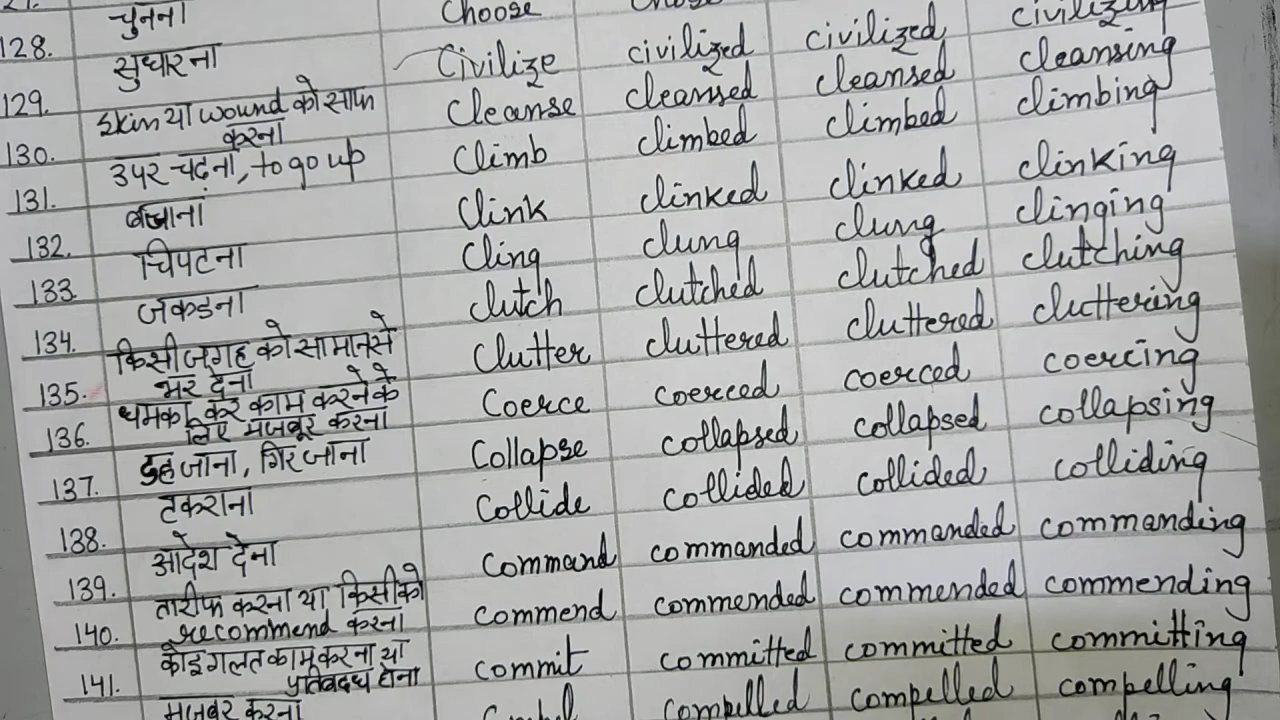 चुनना Choose
128. सुधारना Civilize civilized civilized civilizing
129. skin या wound को साफ करना Cleanse cleansed cleansed cleansing
130. उपर चढ़ना, to go up Climb climbed climbed climbing
131. Clink clinked clinked clinking
132. चिपटना Cling clung clung clinging
133. जकडना Clutch clutched clutched clutching
134. किसी जगह को सामान से भर देना Clutter cluttered cluttered cluttering
135. धमका कर काम करने के लिए मजबूर करना Coerce coerced coerced coercing
136. ढह जाना, गिर जाना Collapse collapsed collapsed collapsing
137. टकराना Collide collided collided colliding
138. आदेश देना Command commanded commanded commanding
139. तारीफ करना या किसी को recommend करना Commend commended commended commending
140. कोइ गलत काम करना या प्रतिबदध होना Commit committed committed committing
141. मजबूर करना compelled compelled compelling